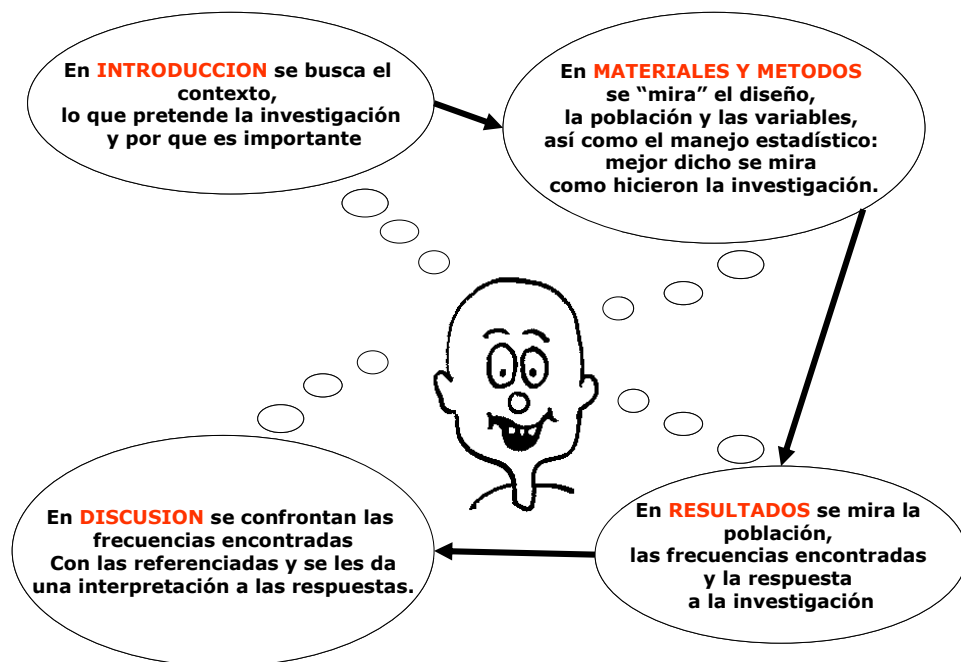 En INTRODUCCION se busca el
contexto,
lo que pretende la investigación
y por que es importante
En MATERIALES Y METODOS
se “mira” el diseño,
la población y las variables,
así como el manejo estadístico:
mejor dicho se mira
como hicieron la investigación.
En RESULTADOS se mira la
población,
las frecuencias encontradas
y la respuesta
a la investigación
En DISCUSION se confrontan las
frecuencias encontradas
Con las referenciadas y se les da
una interpretación a las respuestas.